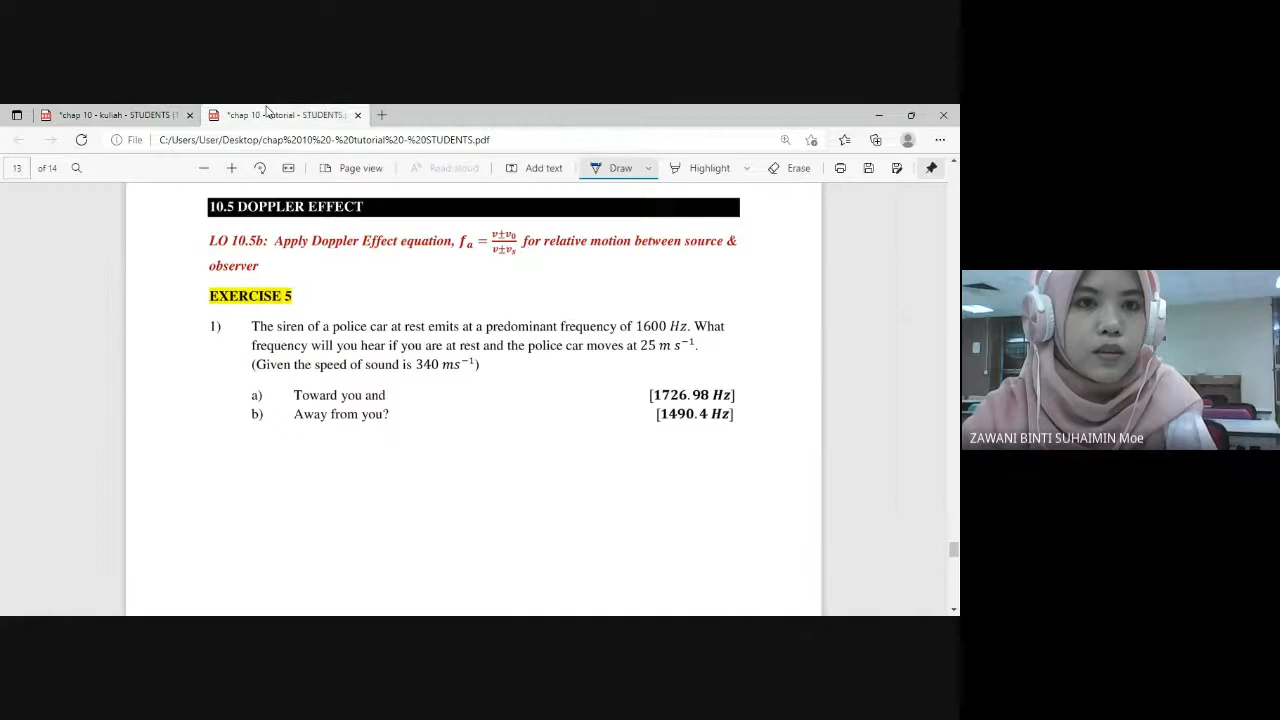 *chap 10 - kuliah - STUDENTS (1
*chap 10 - tutorial - STUDENTS.p
File C:/Users/User/Desktop/chap%2010%20-%20tutorial%20-%20STUDENTS.pdf
13 of 14 Page view Read aloud Add text Draw Highlight Erase
10.5 DOPPLER EFFECT
LO 10.5b: Apply Doppler Effect equation, fₐ = (v±v₀)/(v±vₛ) for relative motion between source &
observer
EXERCISE 5
1) The siren of a police car at rest emits at a predominant frequency of 1600 Hz. What
frequency will you hear if you are at rest and the police car moves at 25 m s⁻¹.
(Given the speed of sound is 340 ms⁻¹)
a) Toward you and [1726.98 Hz]
b) Away from you? [1490.4 Hz]
ZAWANI BINTI SUHAIMIN Moe